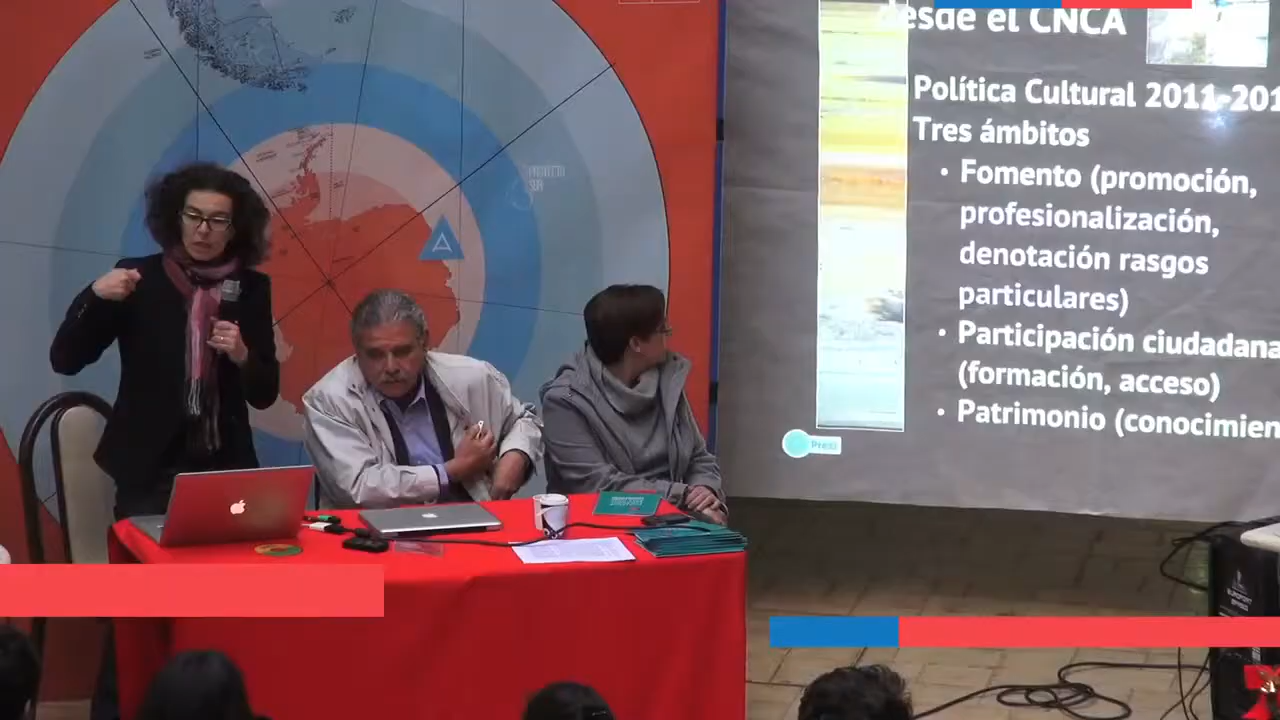 desde el CNCA
Política Cultural 2011-201
Tres ámbitos
• Fomento (promoción,
profesionalización,
denotación rasgos
particulares)
• Participación ciudadana
(formación, acceso)
• Patrimonio (conocimien
Prezi